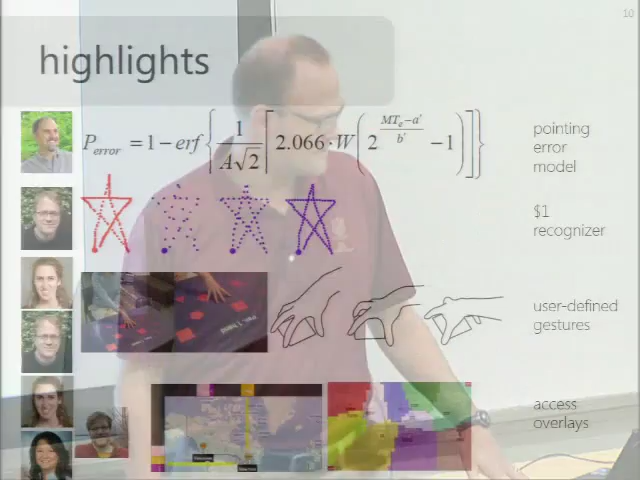 10
highlights
P_error = 1 − erf { 1 / A√2 [ 2.066 · W ( 2^((MT_e − a') / b') − 1 ) ] }
pointing
error
model
$1
recognizer
user-defined
gestures
access
overlays